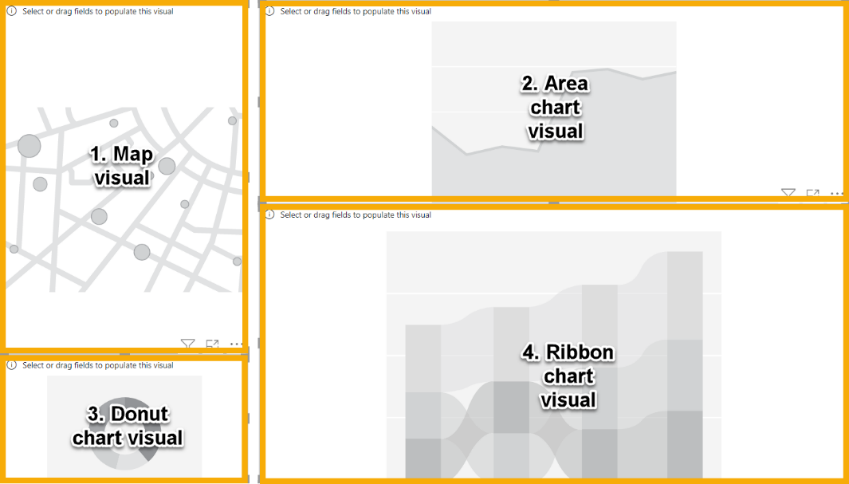 Select or drag fields to populate this visual
1. Map
visual
Select or drag fields to populate this visual
2. Area
chart
visual
Select or drag fields to populate this visual
3. Donut
chart visual
Select or drag fields to populate this visual
4. Ribbon
chart
visual